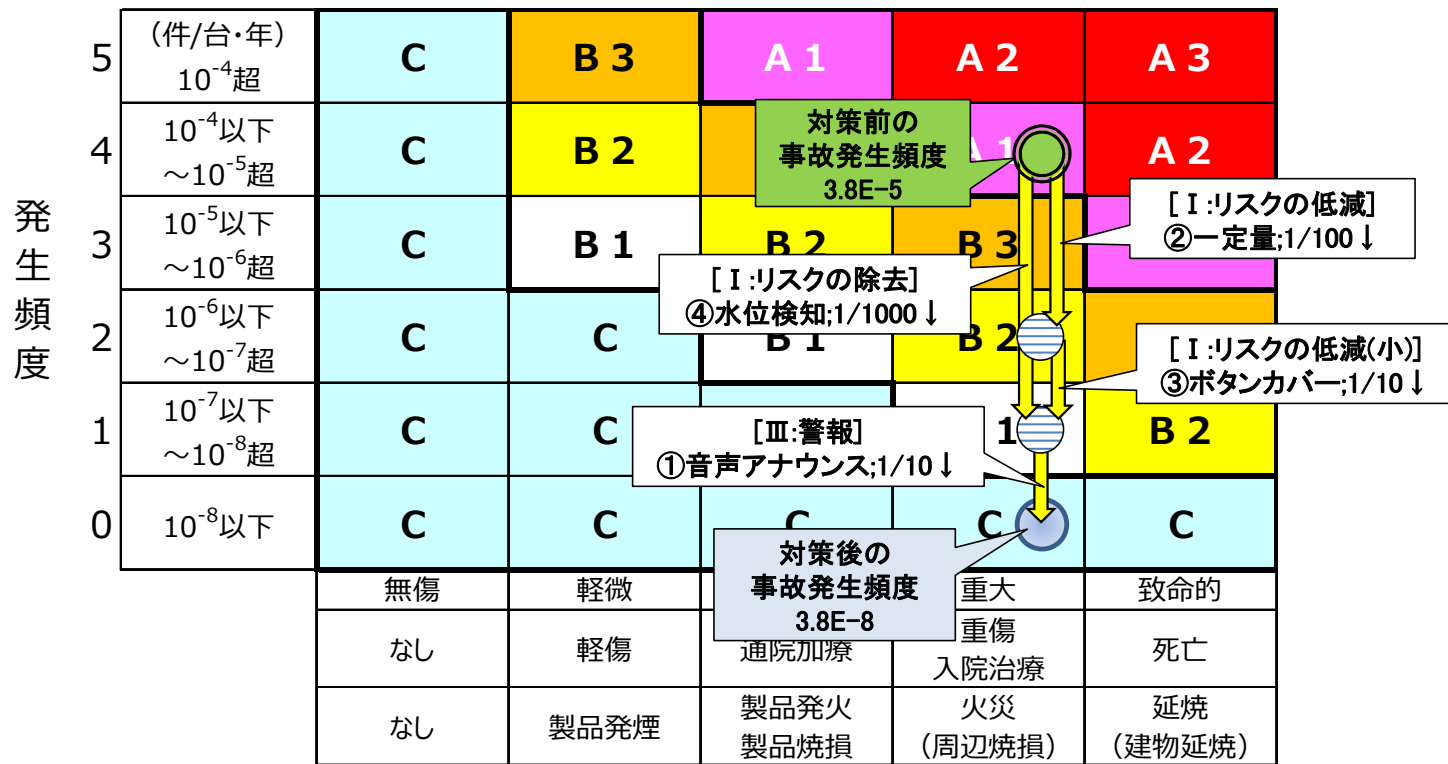 発生頻度
5
(件/台・年)
10⁻⁴超
C
B 3
A 1
A 2
A 3
4
10⁻⁴以下
～10⁻⁵超
C
B 2
対策前の
事故発生頻度
3.8E-5
A 1
A 2
3
10⁻⁵以下
～10⁻⁶超
C
B 1
B 2
B 3
[Ⅰ:リスクの低減]
②一定量;1/100↓
[Ⅰ:リスクの除去]
④水位検知;1/1000↓
2
10⁻⁶以下
～10⁻⁷超
C
C
B 1
B 2
[Ⅰ:リスクの低減(小)]
③ボタンカバー;1/10↓
1
10⁻⁷以下
～10⁻⁸超
C
C
[Ⅲ:警報]
①音声アナウンス;1/10↓
1
B 2
0
10⁻⁸以下
C
C
C
C
C
対策後の
事故発生頻度
3.8E-8
無傷
軽微
重大
致命的
なし
軽傷
通院加療
重傷
入院治療
死亡
なし
製品発煙
製品発火
製品焼損
火災
（周辺焼損）
延焼
（建物延焼）